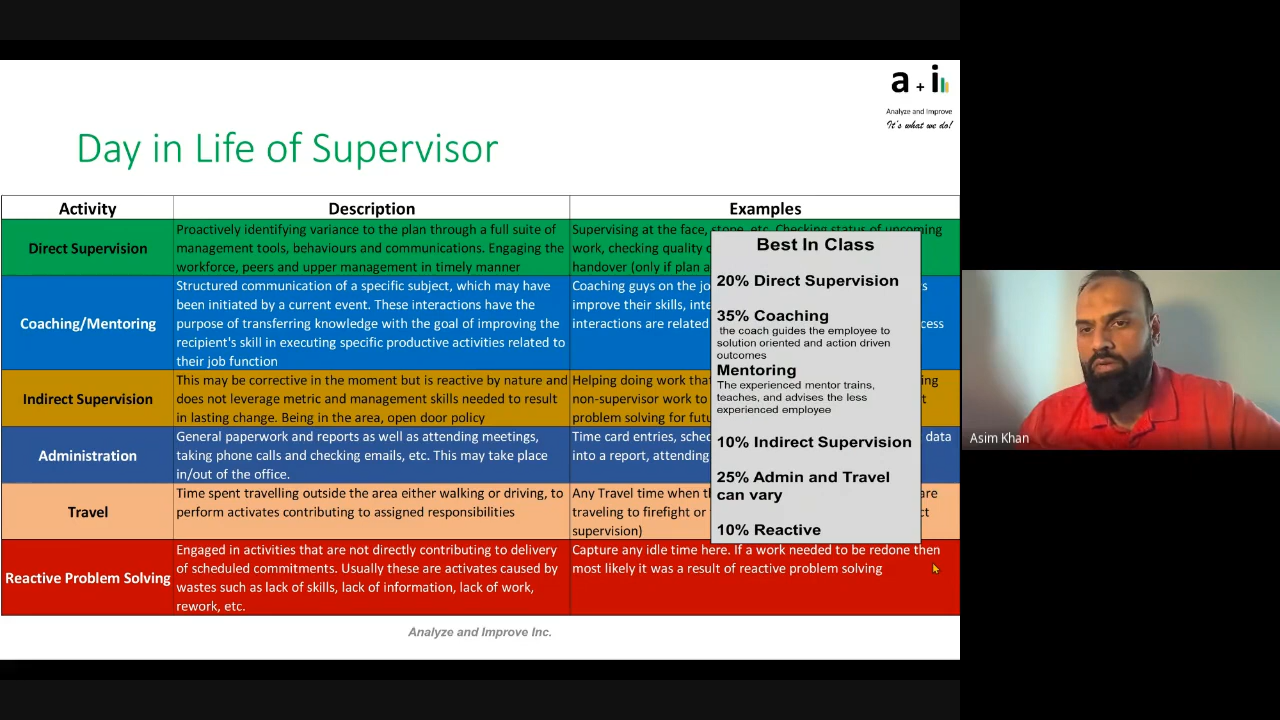 a + i
Analyze and Improve
It's what we do!
Day in Life of Supervisor
Activity
Description
Examples
Direct Supervision
Proactively identifying variance to the plan through a full suite of
management tools, behaviours and communications. Engaging the
workforce, peers and upper management in timely manner
Supervising at the face, stope, etc. Checking status of upcoming
work, checking quality
handover (only if plan
Coaching/Mentoring
Structured communication of a specific subject, which may have
been initiated by a current event. These interactions have the
purpose of transferring knowledge with the goal of improving the
recipient's skill in executing specific productive activities related to
their job function
Coaching guys on the
improve their skills,
interactions are related
Indirect Supervision
This may be corrective in the moment but is reactive by nature and
does not leverage metric and management skills needed to result
in lasting change. Being in the area, open door policy
Helping doing work
non-supervisor work to
problem solving for
Administration
General paperwork and reports as well as attending meetings,
taking phone calls and checking emails, etc. This may take place
in/out of the office.
Time card entries,
data
into a report, attending
Travel
Time spent travelling outside the area either walking or driving, to
perform activates contributing to assigned responsibilities
Any Travel time when
are
traveling to firefight or
supervision)
Reactive Problem Solving
Engaged in activities that are not directly contributing to delivery
of scheduled commitments. Usually these are activates caused by
wastes such as lack of skills, lack of information, lack of work,
rework, etc.
Capture any idle time here. If a work needed to be redone then
most likely it was a result of reactive problem solving
Best In Class
20% Direct Supervision
35% Coaching
the coach guides the employee to
solution oriented and action driven
outcomes
Mentoring
The experienced mentor trains,
teaches, and advises the less
experienced employee
10% Indirect Supervision
25% Admin and Travel
can vary
10% Reactive
Analyze and Improve Inc.
Asim Khan